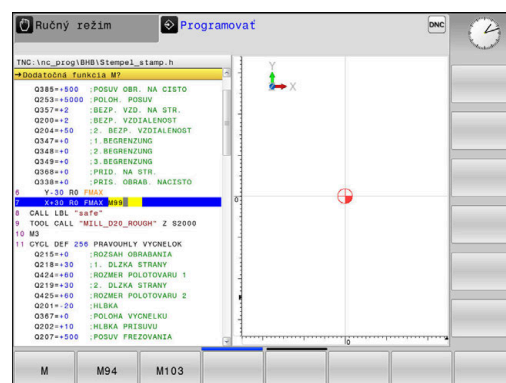 Ručný režim
Programovať
DNC
TNC:\nc_prog\BHB\Stempel_stamp.h
→Dodatočná funkcia M?
Q385=+500 ;POSUV OBR. NA CISTO
Q253=+5000 ;POLOH. POSUV
Q357=+2 ;BEZP. VZD. NA STR.
Q200=+2 ;BEZP. VZDIALENOST
Q204=+50 ;2. BEZP. VZDIALENOST
Q347=+0 ;1.BEGRENZUNG
Q348=+0 ;2.BEGRENZUNG
Q349=+0 ;3.BEGRENZUNG
Q368=+0 ;PRID. NA STR.
Q338=+0 ;PRIS. OBRAB. NACISTO
6 Y-30 R0 FMAX
7 X+30 R0 FMAX M99
8 CALL LBL "safe"
9 TOOL CALL "MILL_D20_ROUGH" Z S2000
10 M3
11 CYCL DEF 256 PRAVOUHLY VYCNELOK
Q215=+0 ;ROZSAH OBRABANIA
Q218=+30 ;1. DLZKA STRANY
Q424=+60 ;ROZMER POLOTOVARU 1
Q219=+30 ;2. DLZKA STRANY
Q425=+60 ;ROZMER POLOTOVARU 2
Q201=-20 ;HLBKA
Q367=+0 ;POLOHA VYCNELKU
Q202=+10 ;HLBKA PRISUVU
Q207=+500 ;POSUV FREZOVANIA
Y
X
0
0
M M94 M103